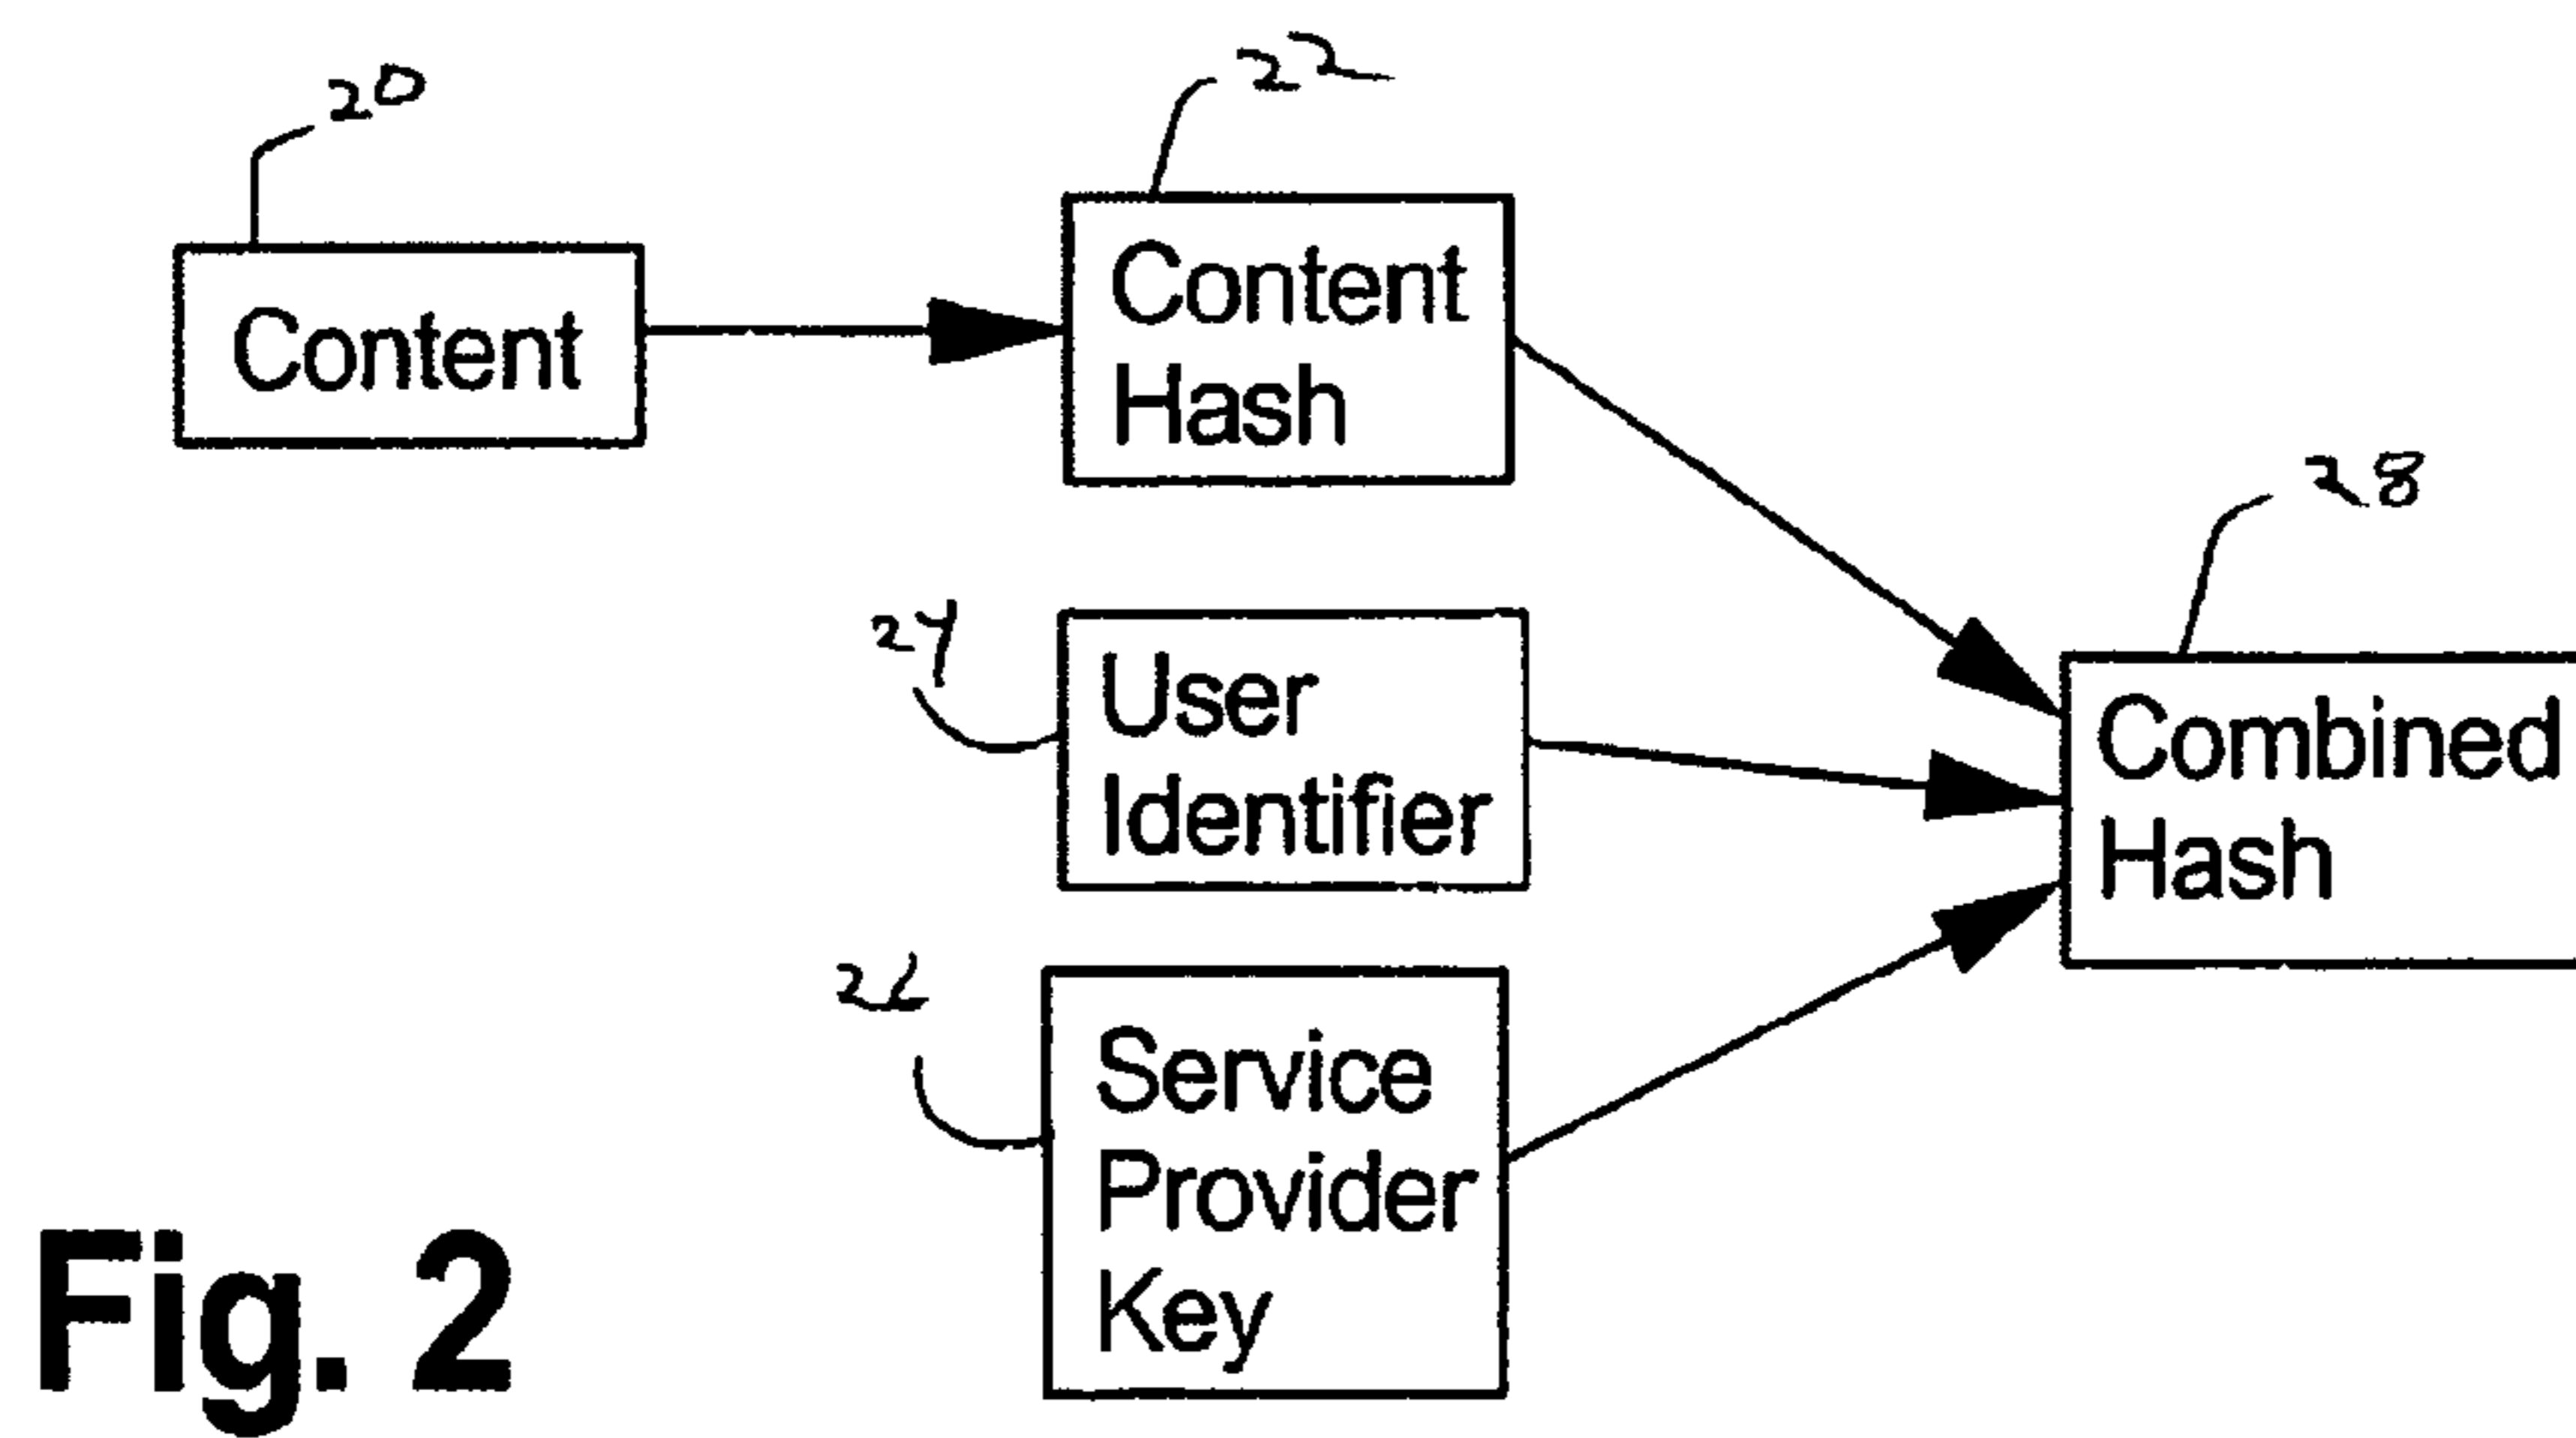 20
22
Content
Content
Hash
28
24
User
Identifier
Combined
Hash
26
Service
Provider
Key
Fig. 2